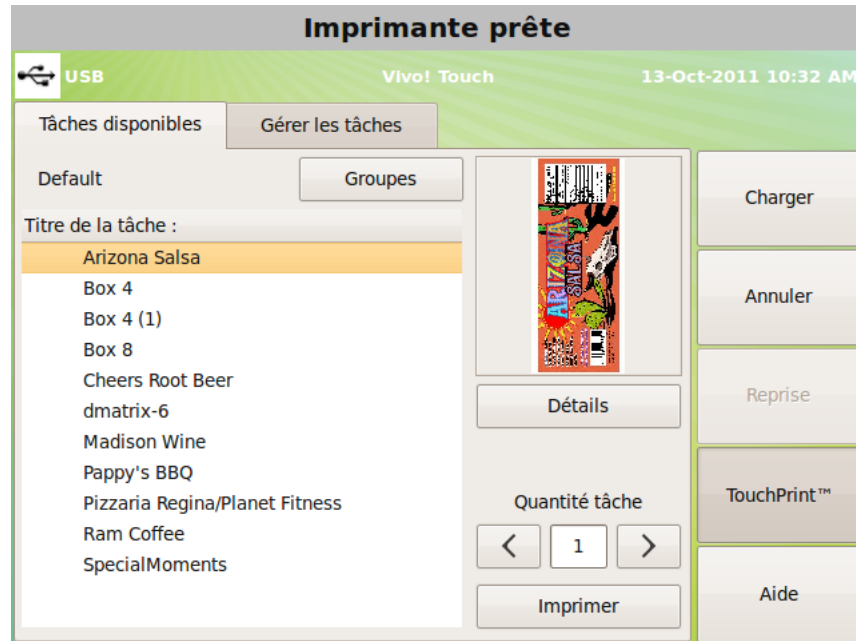 Imprimante prête
USB
Vivo! Touch
13-Oct-2011 10:32 AM
Tâches disponibles
Gérer les tâches
Default
Groupes
Titre de la tâche :
Arizona Salsa
Box 4
Box 4 (1)
Box 8
Cheers Root Beer
dmatrix-6
Madison Wine
Pappy's BBQ
Pizzaria Regina/Planet Fitness
Ram Coffee
SpecialMoments
ARIZONA
SALSA
Détails
Quantité tâche
1
Imprimer
Charger
Annuler
Reprise
TouchPrint™
Aide